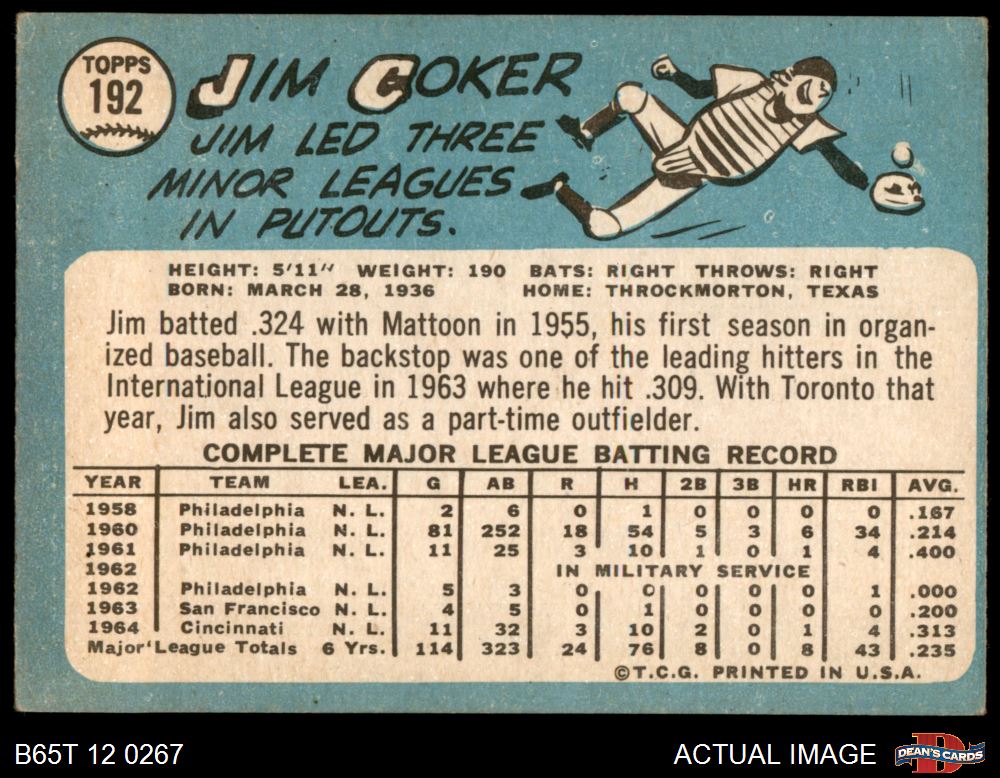 TOPPS
192
JIM COKER
JIM LED THREE
MINOR LEAGUES
IN PUTOUTS.
HEIGHT: 5'11" WEIGHT: 190 BATS: RIGHT THROWS: RIGHT
BORN: MARCH 28, 1936 HOME: THROCKMORTON, TEXAS
Jim batted .324 with Mattoon in 1955, his first season in organ-
ized baseball. The backstop was one of the leading hitters in the
International League in 1963 where he hit .309. With Toronto that
year, Jim also served as a part-time outfielder.
COMPLETE MAJOR LEAGUE BATTING RECORD
YEAR TEAM LEA. G AB R H 2B 3B HR RBI AVG.
1958 Philadelphia N. L. 2 6 0 1 0 0 0 0 .167
1960 Philadelphia N. L. 81 252 18 54 5 3 6 34 .214
1961 Philadelphia N. L. 11 25 3 10 1 0 1 4 .400
1962 IN MILITARY SERVICE
1962 Philadelphia N. L. 5 3 0 0 0 0 0 1 .000
1963 San Francisco N. L. 4 5 0 1 0 0 0 0 .200
1964 Cincinnati N. L. 11 32 3 10 2 0 1 4 .313
Major League Totals 6 Yrs. 114 323 24 76 8 0 8 43 .235
©T.C.G. PRINTED IN U.S.A.
B65T 12 0267
ACTUAL IMAGE
DEAN'S CARDS